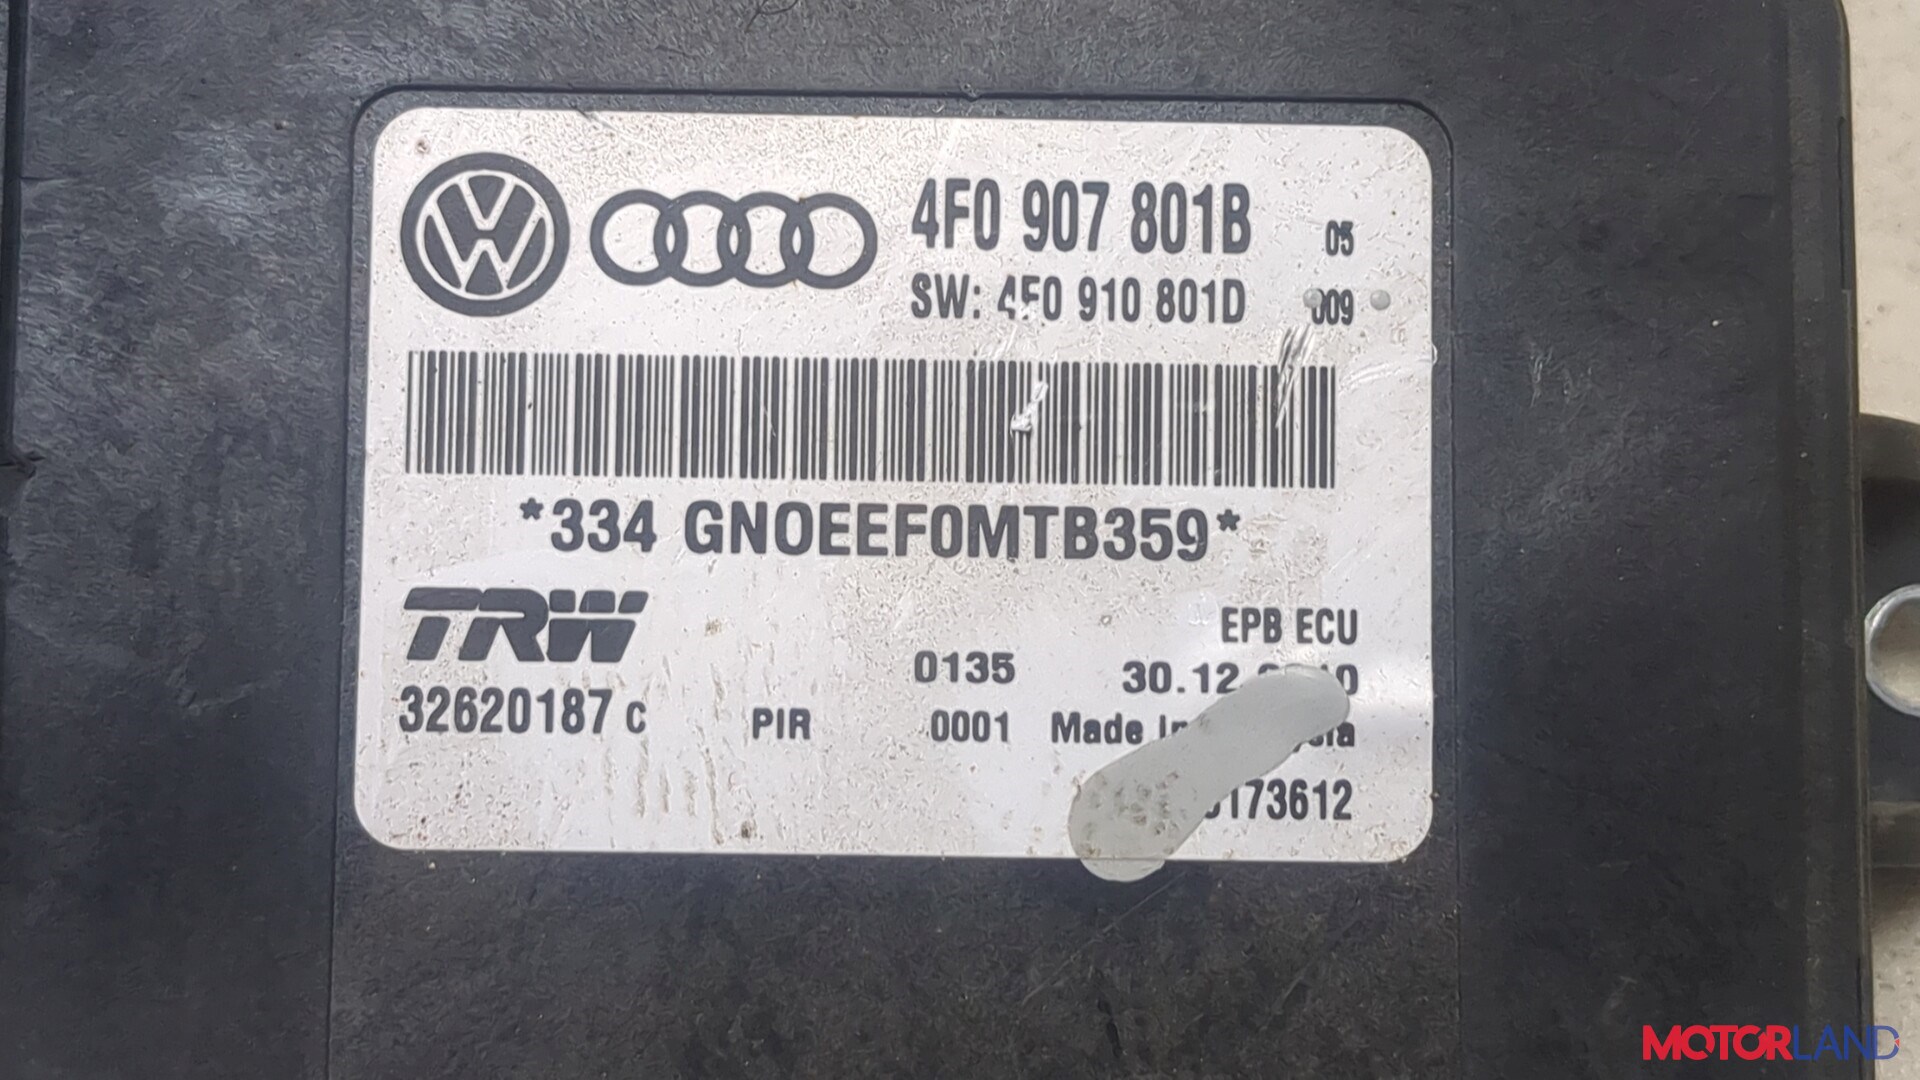 4F0 907 801B 05
SW: 4F0 910 801D 009
*334 GNOEEF0MTB359*
TRW
EPB ECU
0135
32620187 c PIR 0001 Made
MOTORLAND